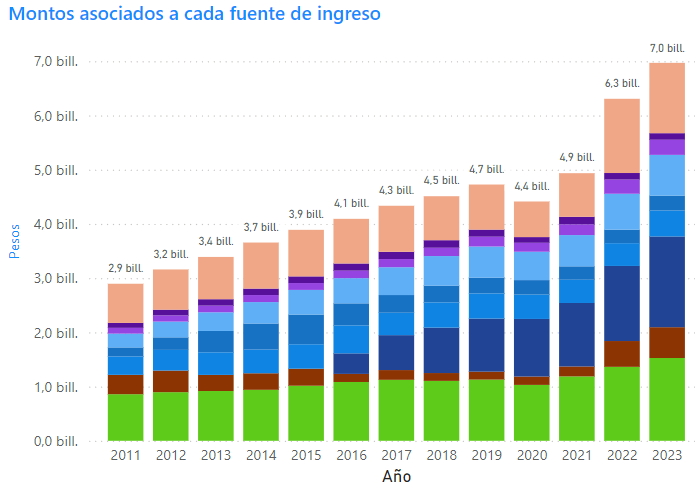 Montos asociados a cada fuente de ingreso
7,0 bill.
7,0 bill.
6,3 bill.
6,0 bill.
5,0 bill.
4,9 bill.
4,7 bill.
4,5 bill.
4,4 bill.
4,3 bill.
4,1 bill.
4,0 bill.
3,9 bill.
3,7 bill.
3,4 bill.
3,2 bill.
3,0 bill.
2,9 bill.
2,0 bill.
1,0 bill.
0,0 bill.
Pesos
2011 2012 2013 2014 2015 2016 2017 2018 2019 2020 2021 2022 2023
Año